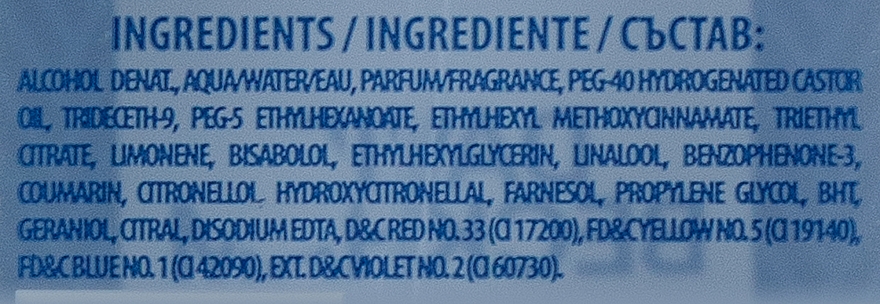 INGREDIENTS / INGREDIENTE / СЪСТАВ:
ALCOHOL DENAT., AQUA/WATER/EAU, PARFUM/FRAGRANCE, PEG-40 HYDROGENATED CASTOR
OIL, TRIDECETH-9, PEG-5 ETHYLHEXANOATE, ETHYLHEXYL METHOXYCINNAMATE, TRIETHYL
CITRATE, LIMONENE, BISABOLOL, ETHYLHEXYLGLYCERIN, LINALOOL, BENZOPHENONE-3,
COUMARIN, CITRONELLOL, HYDROXYCITRONELLAL, FARNESOL, PROPYLENE GLYCOL, BHT,
GERANIOL, CITRAL, DISODIUM EDTA, D&C RED NO. 33 (CI 17200), FD&C YELLOW NO. 5 (CI 19140),
FD&C BLUE NO. 1 (CI 42090), EXT. D&C VIOLET NO. 2 (CI 60730).